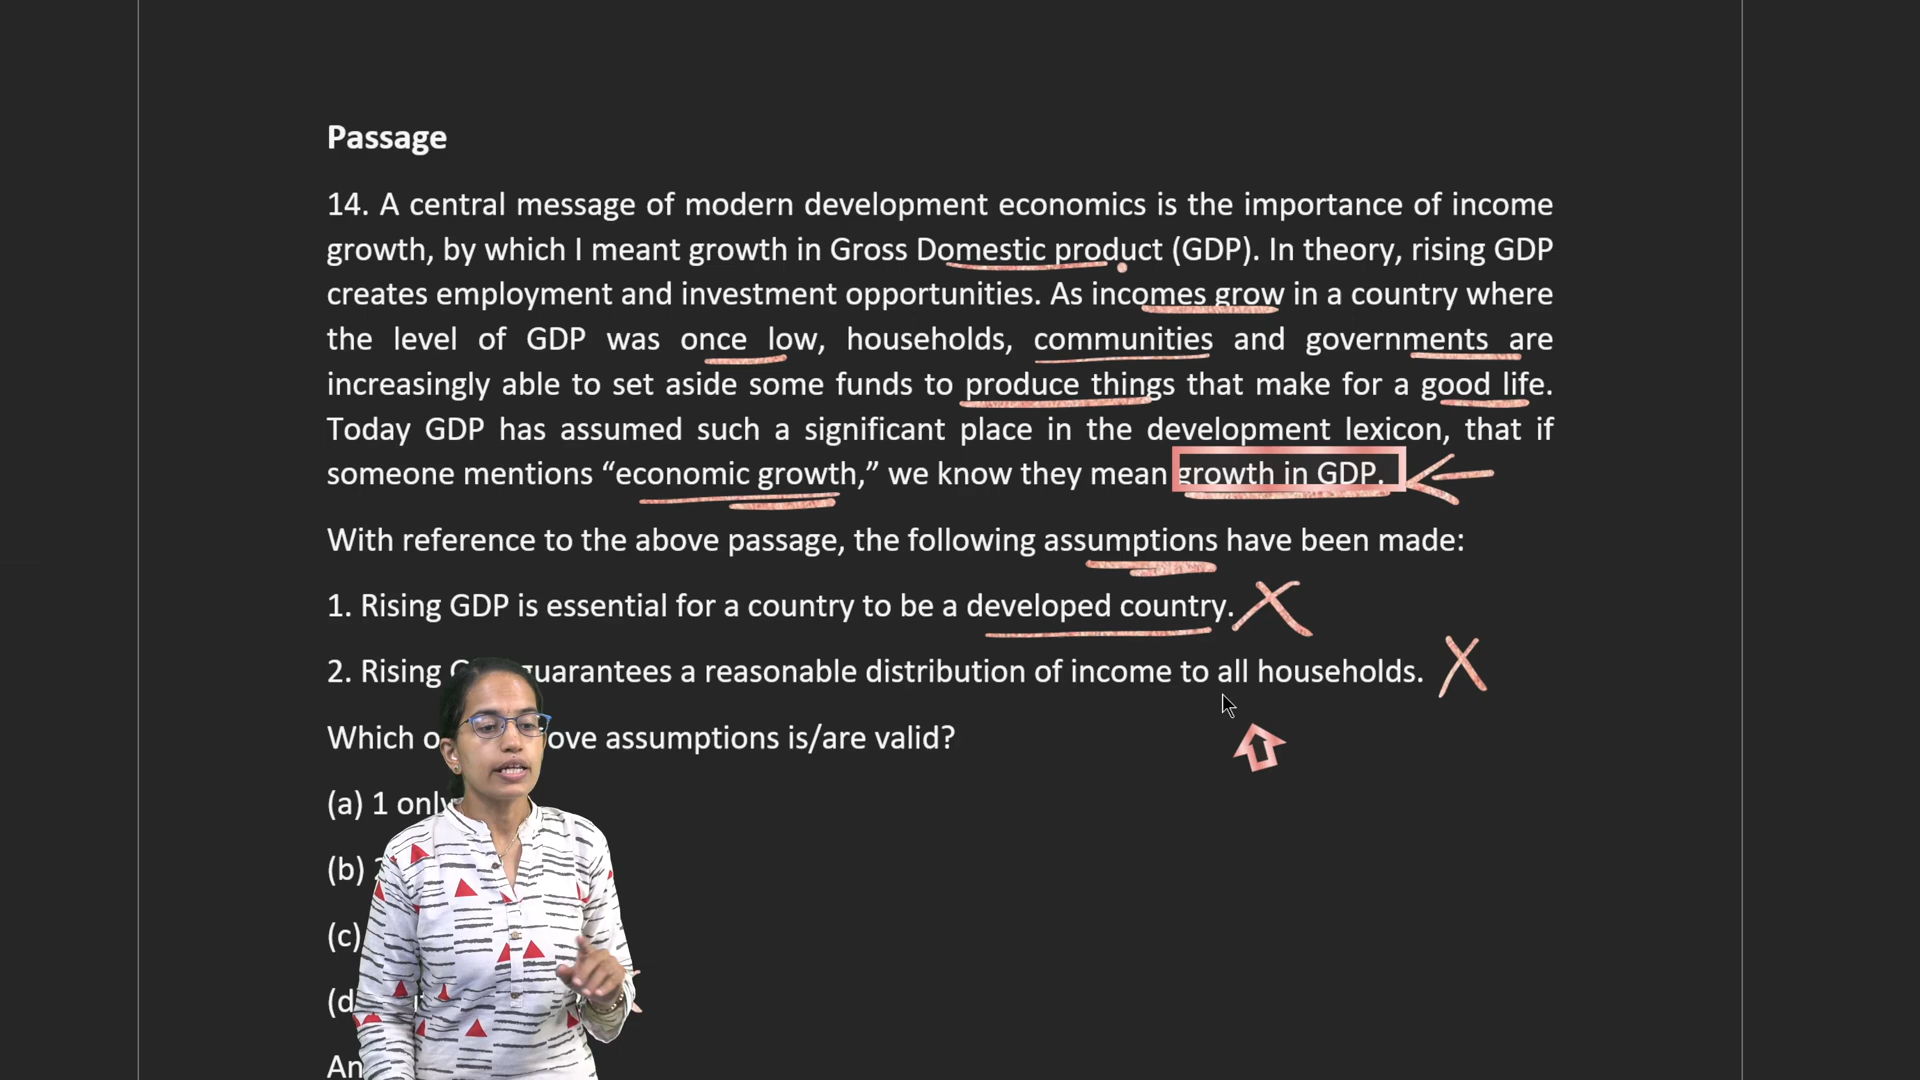 Passage
14. A central message of modern development economics is the importance of income
growth, by which I meant growth in Gross Domestic product (GDP). In theory, rising GDP
creates employment and investment opportunities. As incomes grow in a country where
the level of GDP was once low, households, communities and governments are
increasingly able to set aside some funds to produce things that make for a good life.
Today GDP has assumed such a significant place in the development lexicon, that if
someone mentions “economic growth,” we know they mean growth in GDP.
With reference to the above passage, the following assumptions have been made:
1. Rising GDP is essential for a country to be a developed country.
2. Rising guarantees a reasonable distribution of income to all households.
Which assumptions is/are valid?
(a) 1 only
(b)
(c)
(d